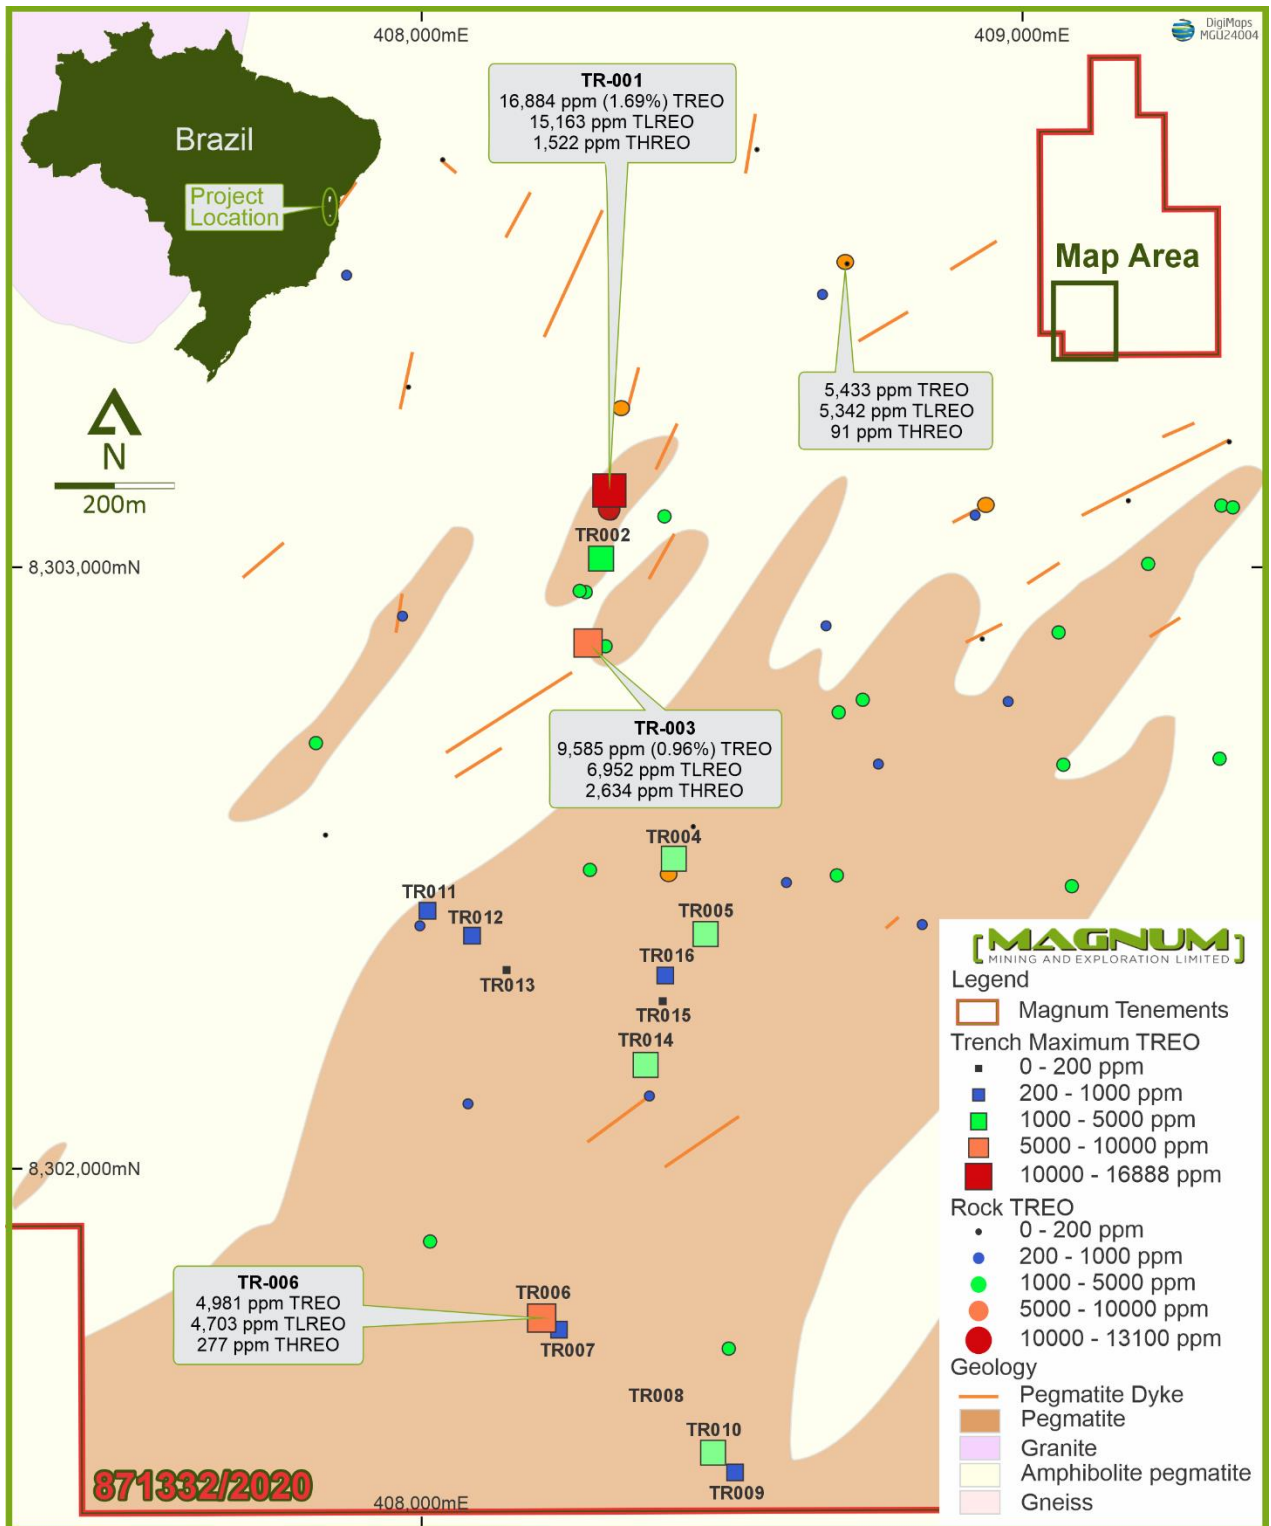 408,000mE
409,000mE
DigiMaps
MGU24004
TR-001
16,884 ppm (1.69%) TREO
15,163 ppm TLREO
1,522 ppm THREO
Brazil
Project
Location
Map Area
5,433 ppm TREO
5,342 ppm TLREO
91 ppm THREO
N
200m
TR002
8,303,000mN
TR-003
9,585 ppm (0.96%) TREO
6,952 ppm TLREO
2,634 ppm THREO
TR004
TR011
TR012
TR005
TR016
TR013
TR015
TR014
8,302,000mN
TR-006
4,981 ppm TREO
4,703 ppm TLREO
277 ppm THREO
TR006
TR007
TR008
TR010
TR009
871332/2020
408,000mE
[MAGNUM]
MINING AND EXPLORATION LIMITED
Legend
Magnum Tenements
Trench Maximum TREO
0 - 200 ppm
200 - 1000 ppm
1000 - 5000 ppm
5000 - 10000 ppm
10000 - 16888 ppm
Rock TREO
0 - 200 ppm
200 - 1000 ppm
1000 - 5000 ppm
5000 - 10000 ppm
10000 - 13100 ppm
Geology
Pegmatite Dyke
Pegmatite
Granite
Amphibolite pegmatite
Gneiss